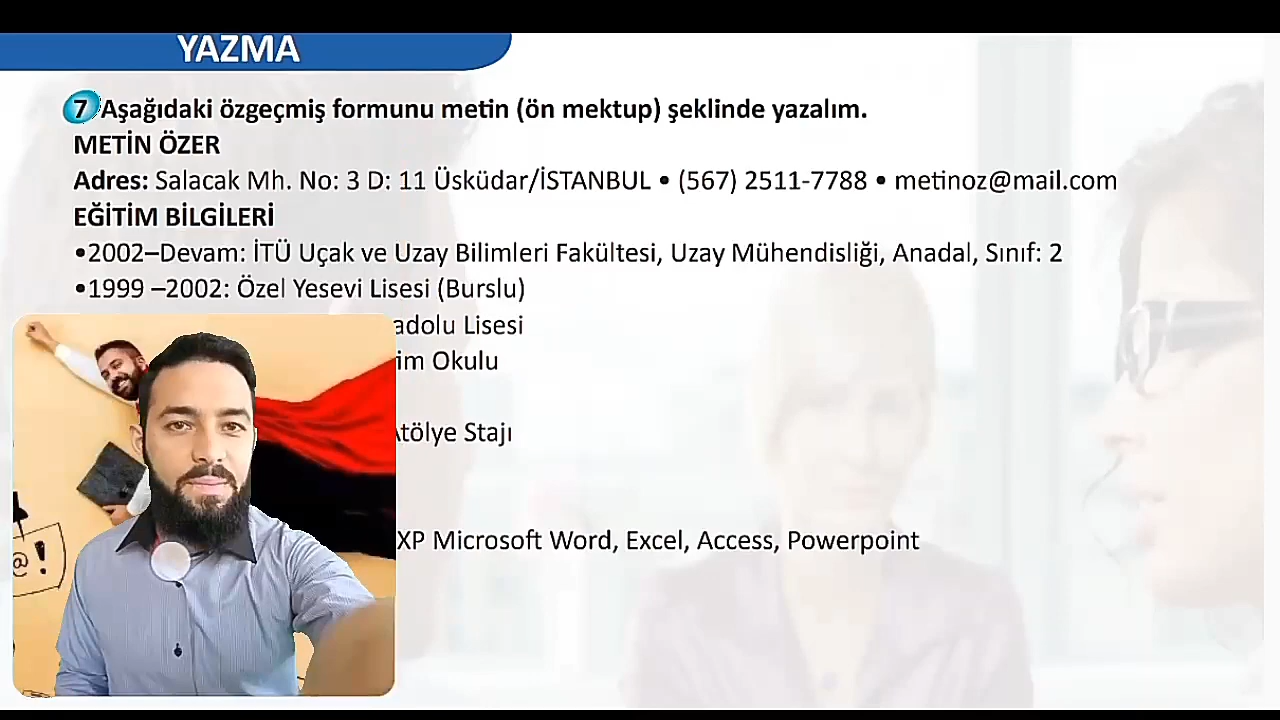 YAZMA
7 Aşağıdaki özgeçmiş formunu metin (ön mektup) şeklinde yazalım.
METİN ÖZER
Adres: Salacak Mh. No: 3 D: 11 Üsküdar/İSTANBUL • (567) 2511-7788 • metinoz@mail.com
EĞİTİM BİLGİLERİ
•2002–Devam: İTÜ Uçak ve Uzay Bilimleri Fakültesi, Uzay Mühendisliği, Anadal, Sınıf: 2
•1999 –2002: Özel Yesevi Lisesi (Burslu)
adolu Lisesi
im Okulu
Atölye Stajı
XP Microsoft Word, Excel, Access, Powerpoint
@!